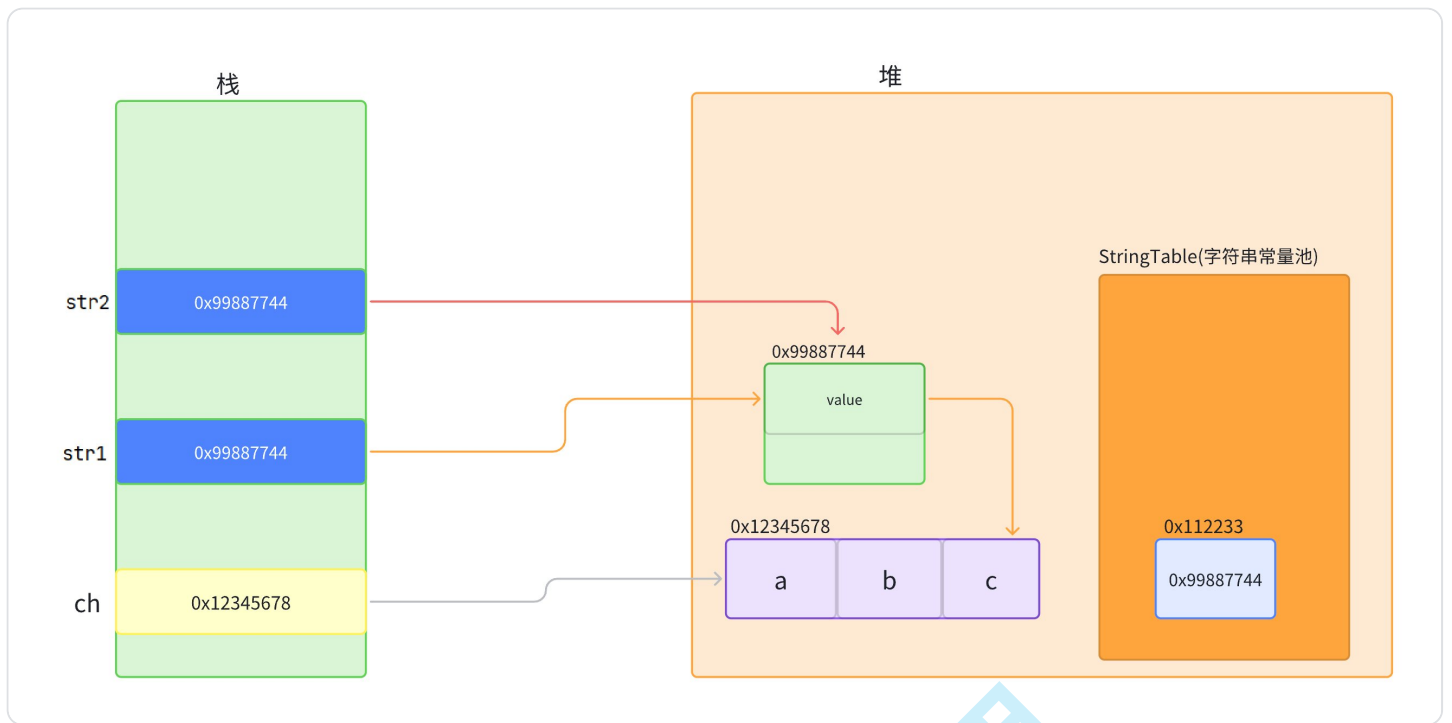 栈
堆
StringTable(字符串常量池)
str2
0x99887744
0x99887744
value
str1
0x99887744
0x12345678
0x112233
a
b
c
0x99887744
ch
0x12345678